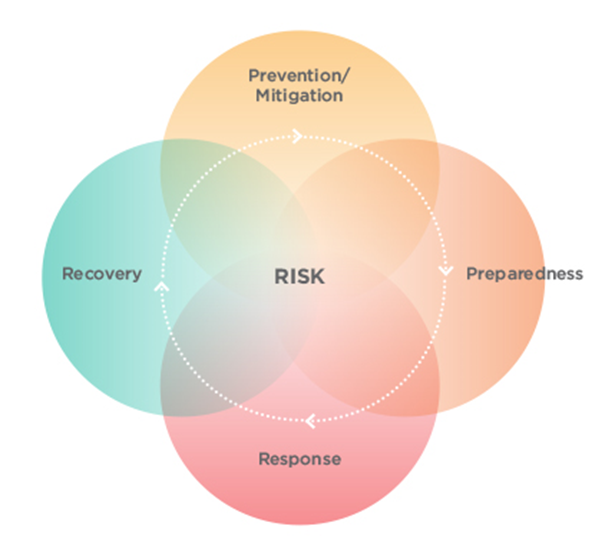 Prevention/
Mitigation
Recovery
RISK
Preparedness
Response